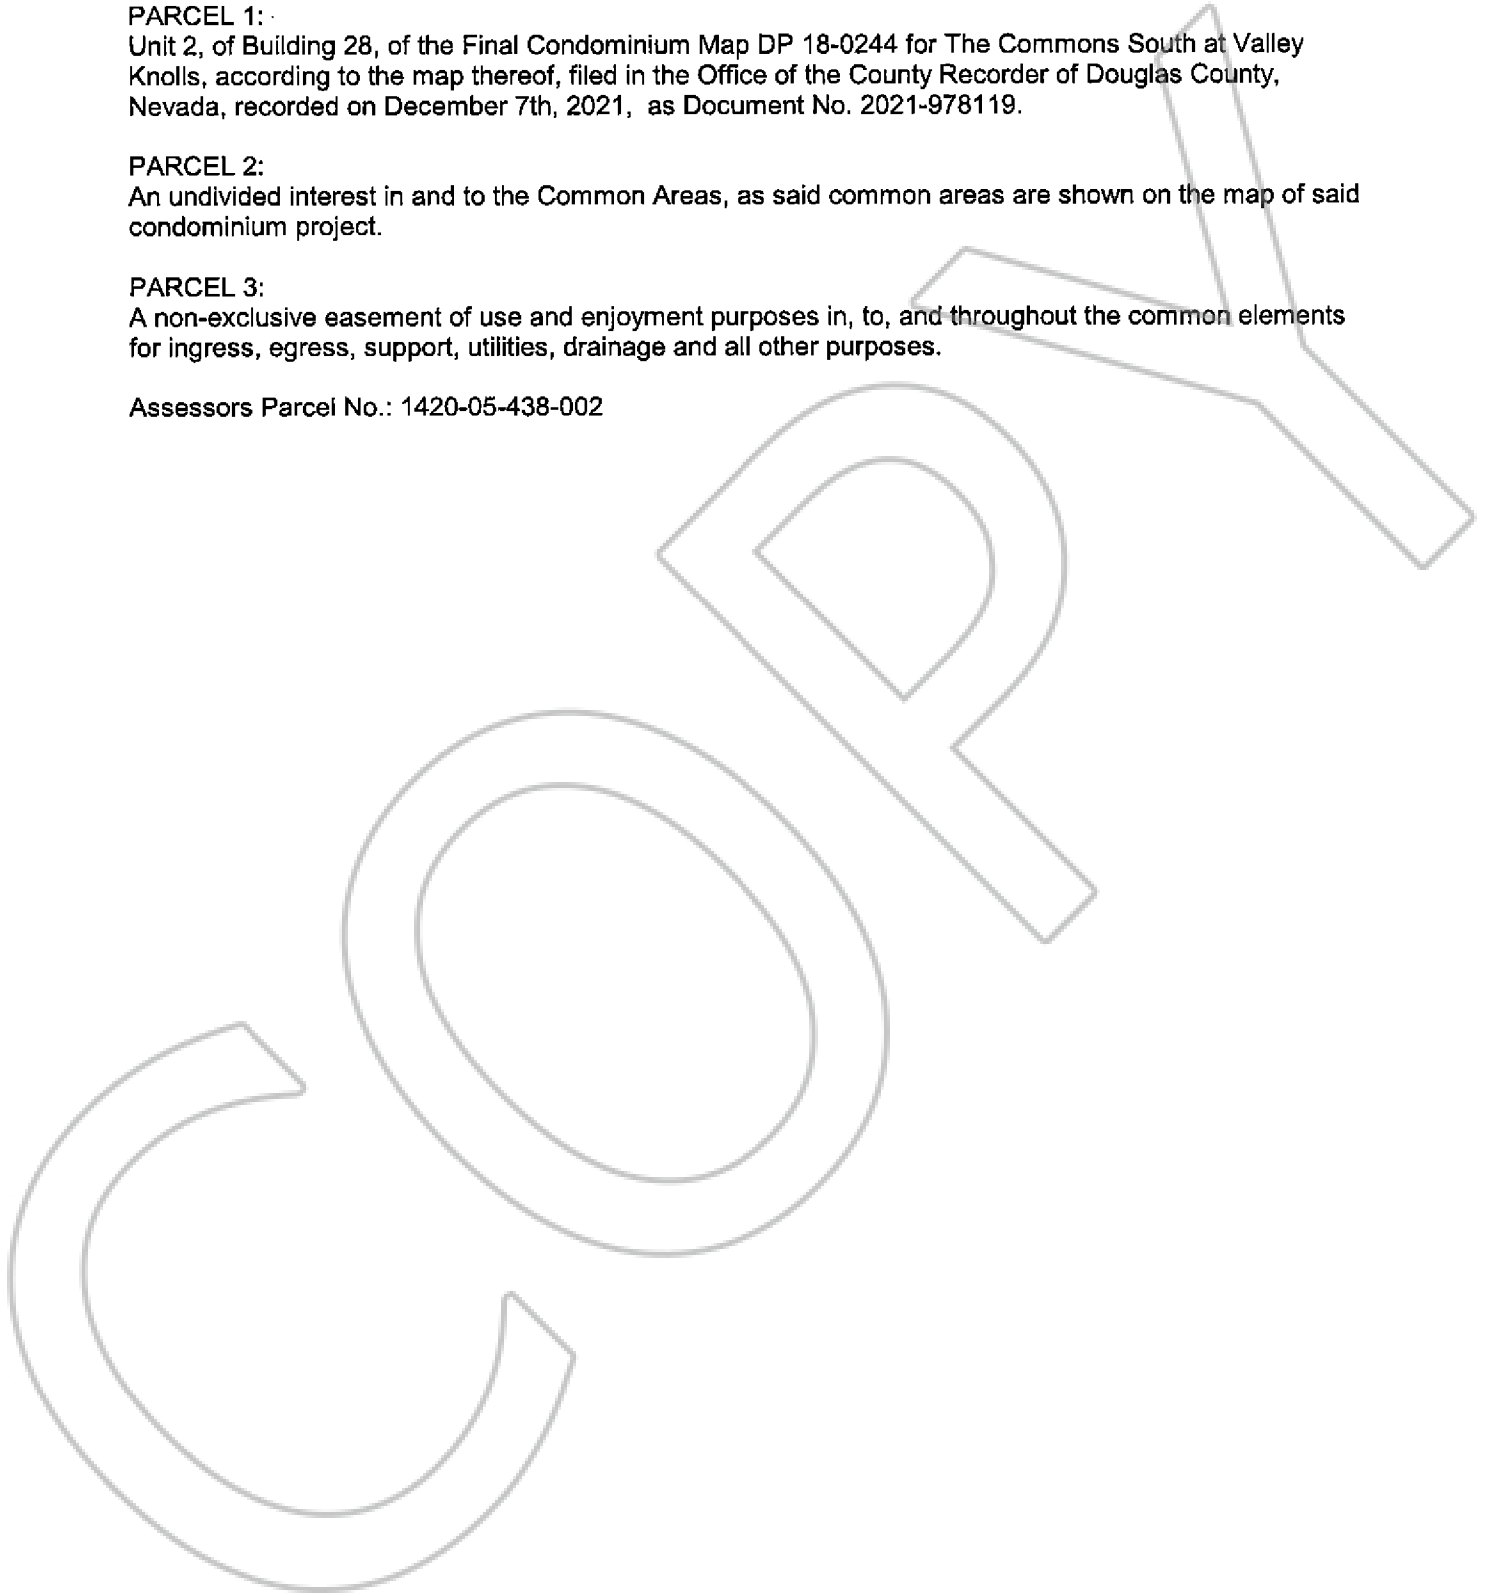 PARCEL 1:
Unit 2, of Building 28, of the Final Condominium Map DP 18-0244 for The Commons South at Valley
Knolls, according to the map thereof, filed in the Office of the County Recorder of Douglas County,
Nevada, recorded on December 7th, 2021, as Document No. 2021-978119.
PARCEL 2:
An undivided interest in and to the Common Areas, as said common areas are shown on the map of said
condominium project.
PARCEL 3:
A non-exclusive easement of use and enjoyment purposes in, to, and throughout the common elements
for ingress, egress, support, utilities, drainage and all other purposes.
Assessors Parcel No.: 1420-05-438-002
COPY